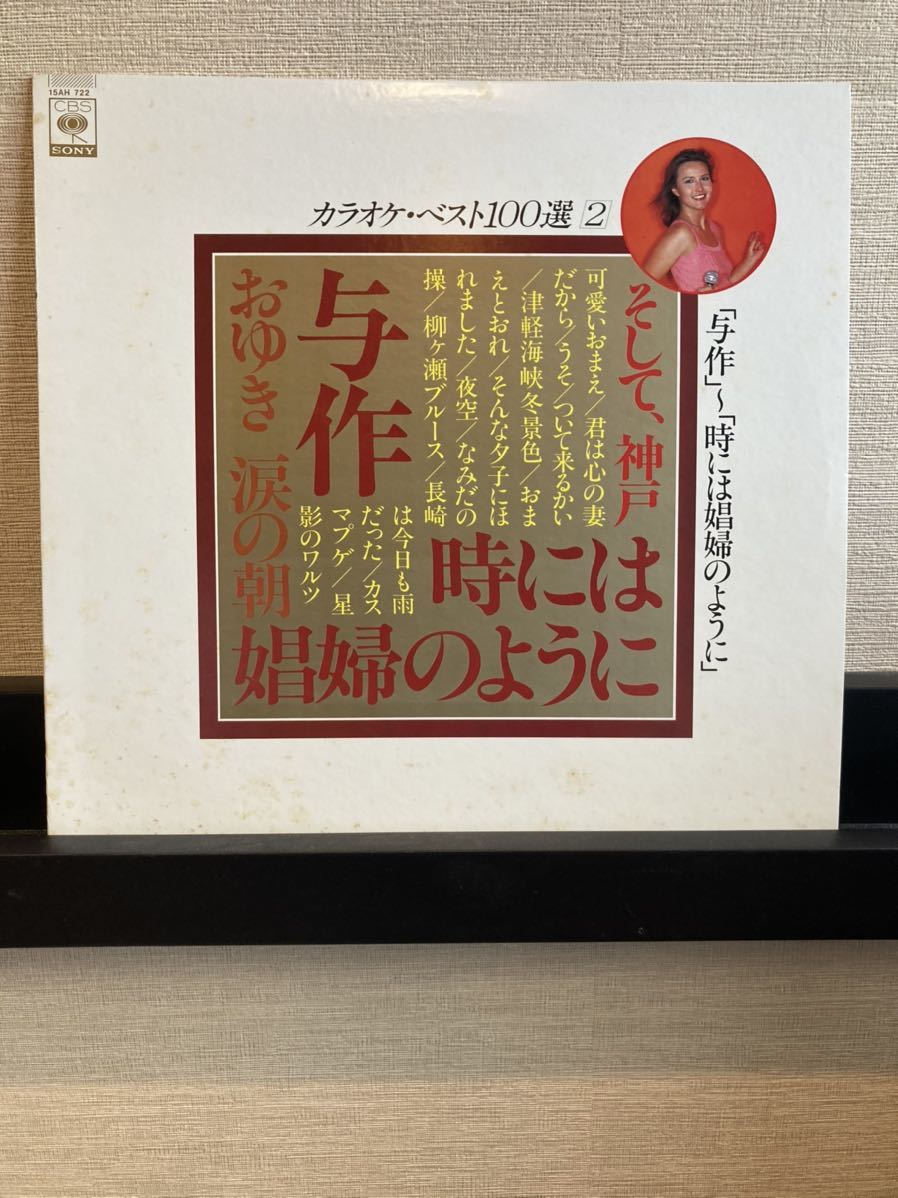 15AH 722
CBS
SONY
カラオケ・ベスト100選 2
「与作」~「時には娼婦のように」
そして、神戸
可愛いおまえ/君は心の妻
だから/うそ/ついて来るかい
/津軽海峡冬景色/おま
えとおれ/そんな夕子にほ
れました/夜空/なみだの
操/柳ヶ瀬ブルース/長崎
は今日も雨
だった/カス
マプゲ/星
影のワルツ
与作
おゆき 涙の朝
時には
娼婦のように